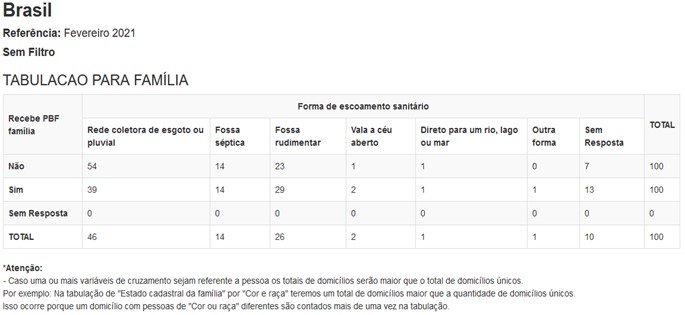 Brasil
Referência: Fevereiro 2021
Sem Filtro
TABULACAO PARA FAMÍLIA
Recebe PBF família Forma de escoamento sanitário TOTAL
Rede coletora de esgoto ou pluvial Fossa séptica Fossa rudimentar Vala a céu aberto Direto para um rio, lago ou mar Outra forma Sem Resposta
Não 54 14 23 1 1 0 7 100
Sim 39 14 29 2 1 1 13 100
Sem Resposta 0 0 0 0 0 0 0 0
TOTAL 46 14 26 2 1 1 10 100
*Atenção:
- Caso uma ou mais variáveis de cruzamento sejam referente a pessoa os totais de domicílios serão maior que o total de domicílios únicos.
Por exemplo: Na tabulação de "Estado cadastral da família" por "Cor e raça" teremos um total de domicílios maior que a quantidade de domicílios únicos.
Isso ocorre porque um domicílio com pessoas de "Cor ou raça" diferentes são contados mais de uma vez na tabulação.